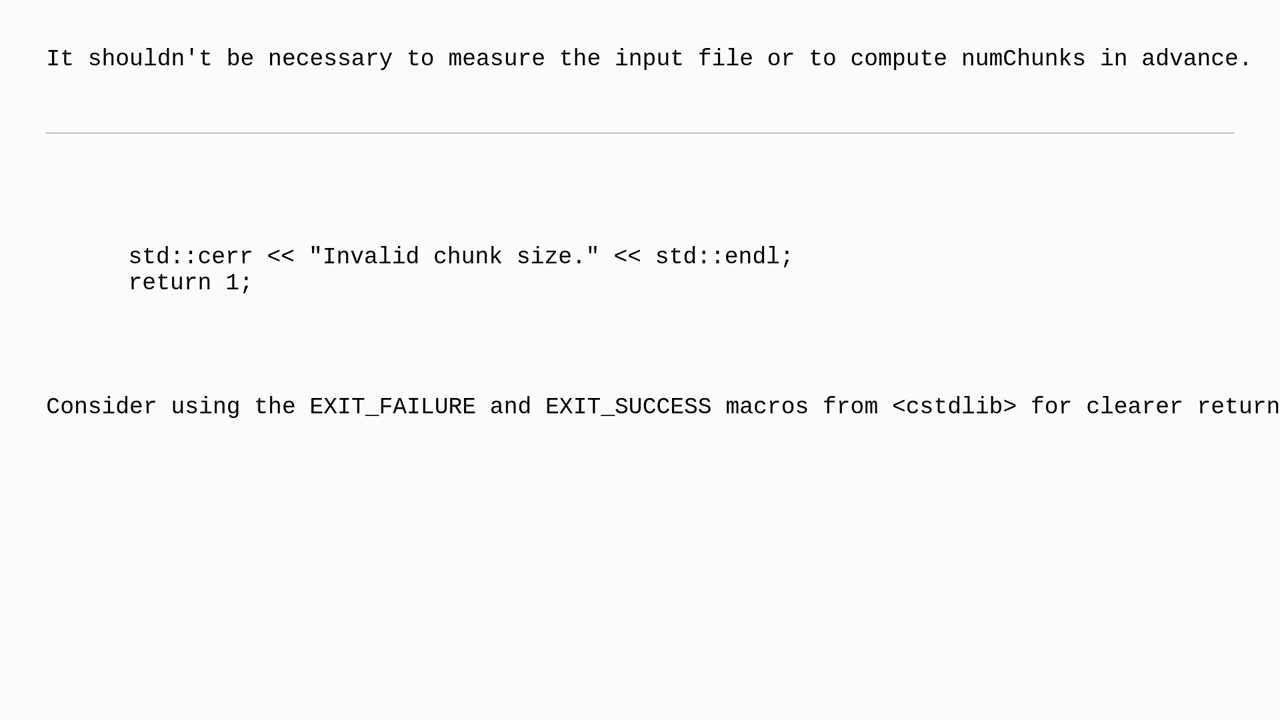 It shouldn't be necessary to measure the input file or to compute numChunks in advance.
std::cerr << "Invalid chunk size." << std::endl;
return 1;
Consider using the EXIT_FAILURE and EXIT_SUCCESS macros from <cstdlib> for clearer return